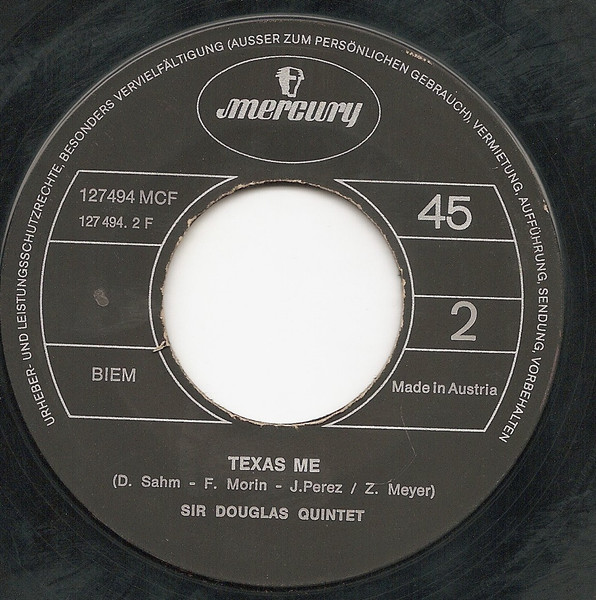 URHEBER- UND LEISTUNGSSCHUTZRECHTE, BESONDERS VERVIELFÄLTIGUNG (AUSSER ZUM PERSÖNLICHEN GEBRAUCH), VERMIETUNG, AUFFÜHRUNG, SENDUNG, VORBEHALTEN
mercury
127494 MCF
127 494. 2 F
45
2
BIEM
Made in Austria
TEXAS ME
(D. Sahm - F. Morin - J.Perez / Z. Meyer)
SIR DOUGLAS QUINTET